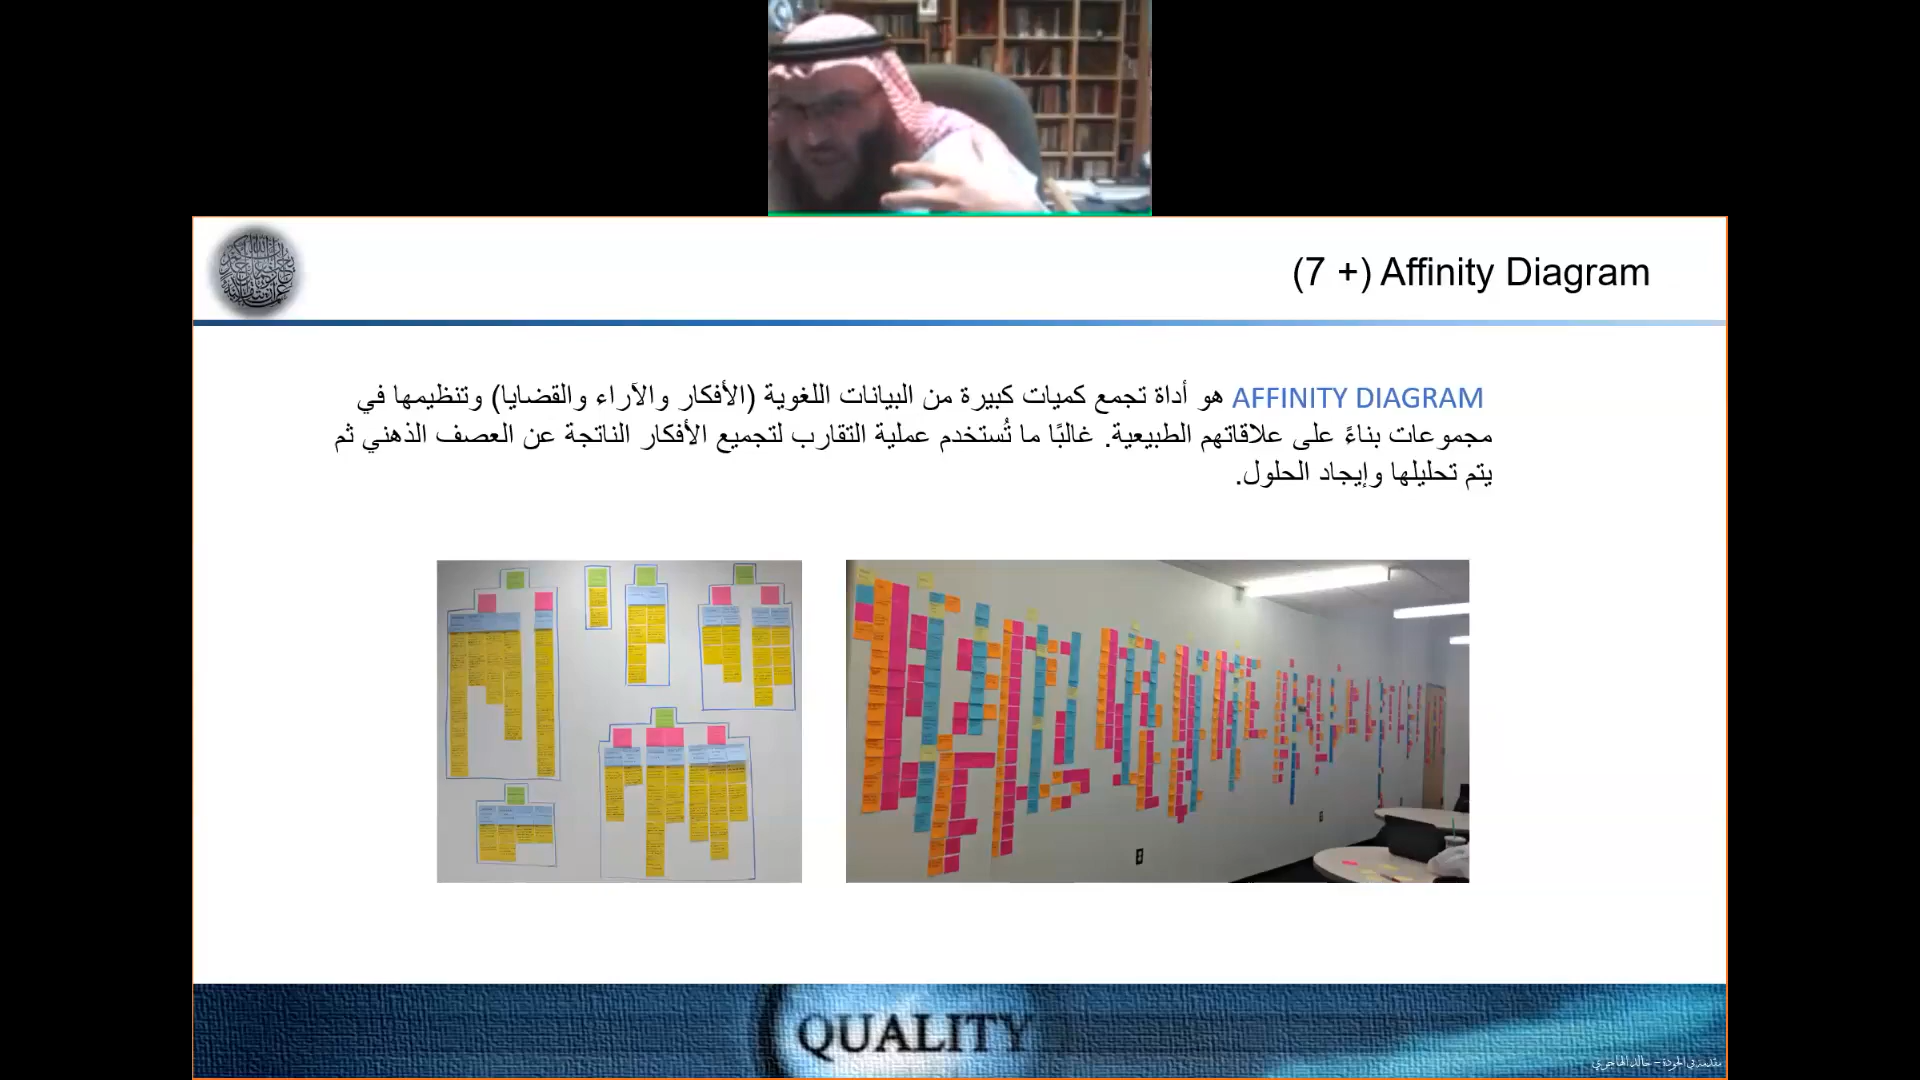 (7 +) Affinity Diagram
AFFINITY DIAGRAM هو أداة تجمع كميات كبيرة من البيانات اللغوية (الأفكار والآراء والقضايا) وتنظيمها في
مجموعات بناءً على علاقاتهم الطبيعية. غالبًا ما تُستخدم عملية التقارب لتجميع الأفكار الناتجة عن العصف الذهني ثم
يتم تحليلها وإيجاد الحلول.
QUALITY